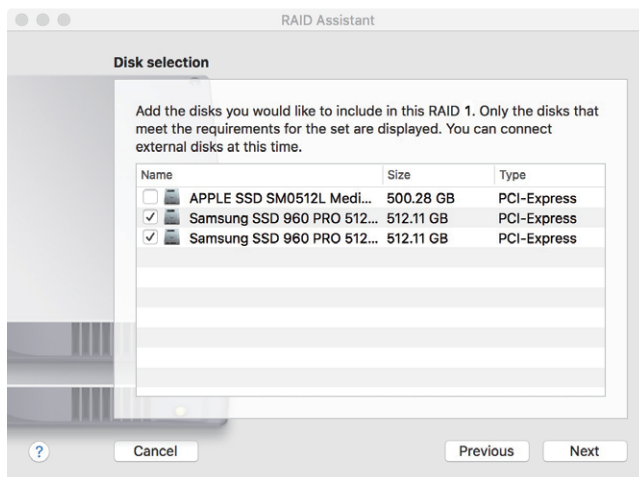 RAID Assistant
Disk selection
Add the disks you would like to include in this RAID 1. Only the disks that
meet the requirements for the set are displayed. You can connect
external disks at this time.
Name Size Type
APPLE SSD SM0512L Medi... 500.28 GB PCI-Express
Samsung SSD 960 PRO 512... 512.11 GB PCI-Express
Samsung SSD 960 PRO 512... 512.11 GB PCI-Express
? Cancel Previous Next